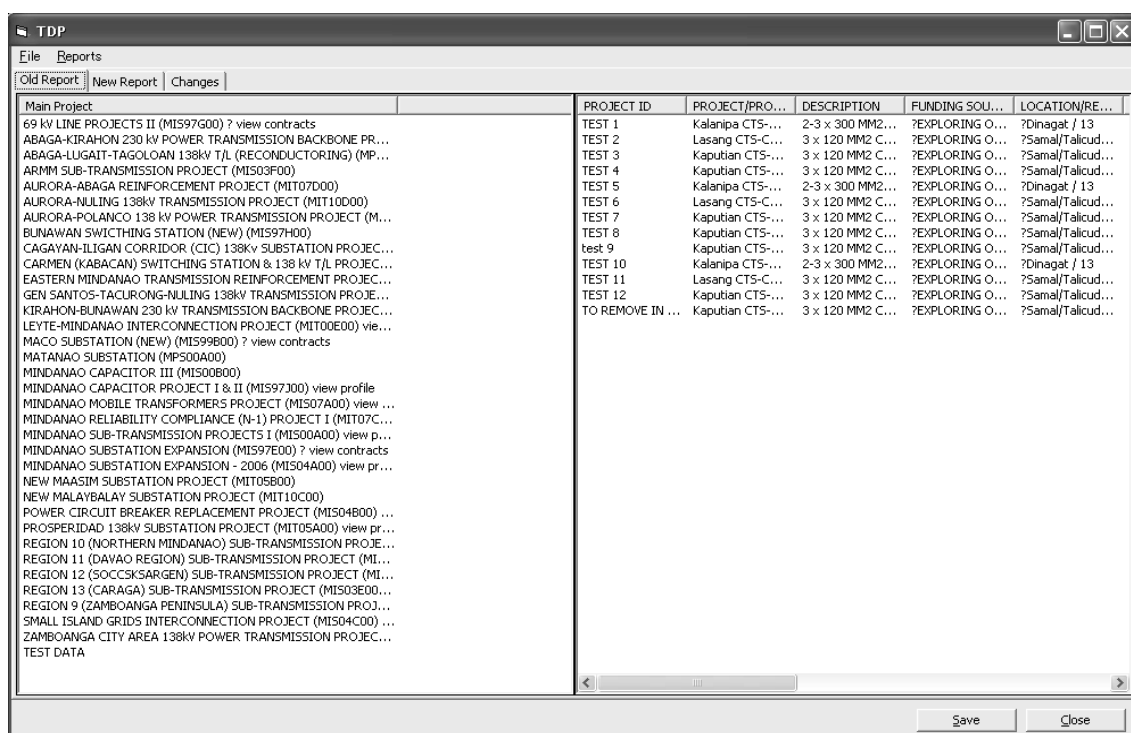 TDP
File Reports
Old Report New Report Changes
Main Project
69 kV LINE PROJECTS II (MIS97G00) ? view contracts
ABAGA-KIRAHON 230 kV POWER TRANSMISSION BACKBONE PR...
ABAGA-LUGAIT-TAGOLOAN 138kV T/L (RECONDUCTORING) (MP...
ARMM SUB-TRANSMISSION PROJECT (MIS03F00)
AURORA-ABAGA REINFORCEMENT PROJECT (MIT07D00)
AURORA-NULING 138kV TRANSMISSION PROJECT (MIT10D00)
AURORA-POLANCO 138 kV POWER TRANSMISSION PROJECT (M...
BUNAWAN SWICTHING STATION (NEW) (MIS97H00)
CAGAYAN-ILIGAN CORRIDOR (CIC) 138Kv SUBSTATION PROJEC...
CARMEN (KABACAN) SWITCHING STATION & 138 kV T/L PROJEC...
EASTERN MINDANAO TRANSMISSION REINFORCEMENT PROJEC...
GEN SANTOS-TACURONG-NULING 138kV TRANSMISSION PROJE...
KIRAHON-BUNAWAN 230 kV TRANSMISSION BACKBONE PROJEC...
LEYTE-MINDANAO INTERCONNECTION PROJECT (MIT00E00) vie...
MACO SUBSTATION (NEW) (MIS99B00) ? view contracts
MATANAO SUBSTATION (MPS00A00)
MINDANAO CAPACITOR III (MIS00B00)
MINDANAO CAPACITOR PROJECT I & II (MIS97J00) view profile
MINDANAO MOBILE TRANSFORMERS PROJECT (MIS07A00) view ...
MINDANAO RELIABILITY COMPLIANCE (N-1) PROJECT I (MIT07C...
MINDANAO SUB-TRANSMISSION PROJECTS I (MIS00A00) view p...
MINDANAO SUBSTATION EXPANSION (MIS97E00) ? view contracts
MINDANAO SUBSTATION EXPANSION - 2006 (MIS04A00) view pr...
NEW MAASIM SUBSTATION PROJECT (MIT05B00)
NEW MALAYBALAY SUBSTATION PROJECT (MIT10C00)
POWER CIRCUIT BREAKER REPLACEMENT PROJECT (MIS04B00) ...
PROSPERIDAD 138kV SUBSTATION PROJECT (MIT05A00) view pr...
REGION 10 (NORTHERN MINDANAO) SUB-TRANSMISSION PROJE...
REGION 11 (DAVAO REGION) SUB-TRANSMISSION PROJECT (MI...
REGION 12 (SOCCSKSARGEN) SUB-TRANSMISSION PROJECT (MI...
REGION 13 (CARAGA) SUB-TRANSMISSION PROJECT (MIS03E00...
REGION 9 (ZAMBOANGA PENINSULA) SUB-TRANSMISSION PROJ...
SMALL ISLAND GRIDS INTERCONNECTION PROJECT (MIS04C00) ...
ZAMBOANGA CITY AREA 138kV POWER TRANSMISSION PROJEC...
TEST DATA
PROJECT ID PROJECT/PRO... DESCRIPTION FUNDING SOU... LOCATION/RE...
TEST 1 Kalanipa CTS-... 2-3 x 300 MM2... ?EXPLORING O... ?Dinagat / 13
TEST 2 Lasang CTS-C... 3 x 120 MM2 C... ?EXPLORING O... ?Samal/Talicud...
TEST 3 Kaputian CTS-... 3 x 120 MM2 C... ?EXPLORING O... ?Samal/Talicud...
TEST 4 Kaputian CTS-... 3 x 120 MM2 C... ?EXPLORING O... ?Samal/Talicud...
TEST 5 Kalanipa CTS-... 2-3 x 300 MM2... ?EXPLORING O... ?Dinagat / 13
TEST 6 Lasang CTS-C... 3 x 120 MM2 C... ?EXPLORING O... ?Samal/Talicud...
TEST 7 Kaputian CTS-... 3 x 120 MM2 C... ?EXPLORING O... ?Samal/Talicud...
TEST 8 Kaputian CTS-... 3 x 120 MM2 C... ?EXPLORING O... ?Samal/Talicud...
test 9 Kaputian CTS-... 3 x 120 MM2 C... ?EXPLORING O... ?Samal/Talicud...
TEST 10 Kalanipa CTS-... 2-3 x 300 MM2... ?EXPLORING O... ?Dinagat / 13
TEST 11 Lasang CTS-C... 3 x 120 MM2 C... ?EXPLORING O... ?Samal/Talicud...
TEST 12 Kaputian CTS-... 3 x 120 MM2 C... ?EXPLORING O... ?Samal/Talicud...
TO REMOVE IN ... Kaputian CTS-... 3 x 120 MM2 C... ?EXPLORING O... ?Samal/Talicud...
Save Close